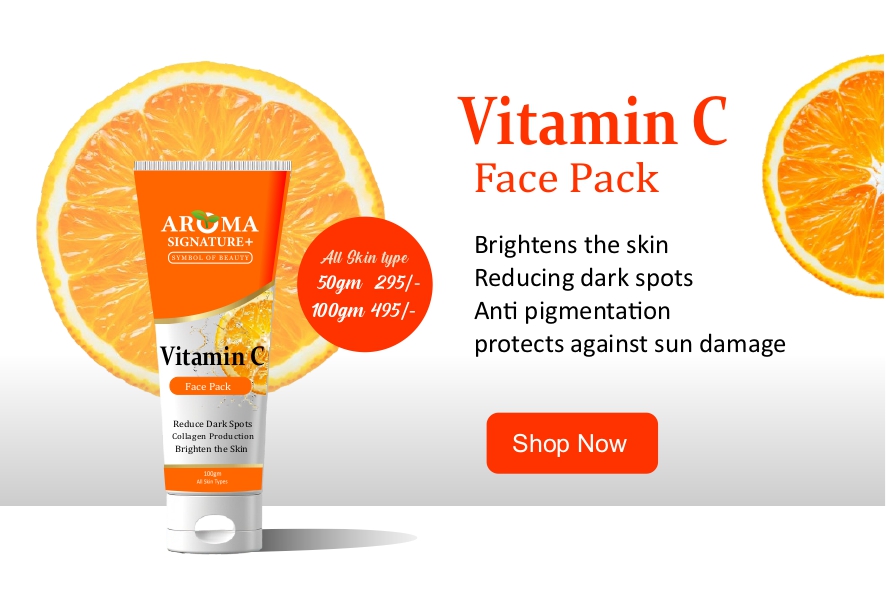 Vitamin C
Face Pack
Brightens the skin
Reducing dark spots
Anti pigmentation
protects against sun damage
Shop Now
All Skin type
50gm 295/-
100gm 495/-
AROMA
SIGNATURE+
SYMBOL OF BEAUTY
Vitamin C
Face Pack
Reduce Dark Spots
Collagen Production
Brighten the Skin
100gm
All Skin Types